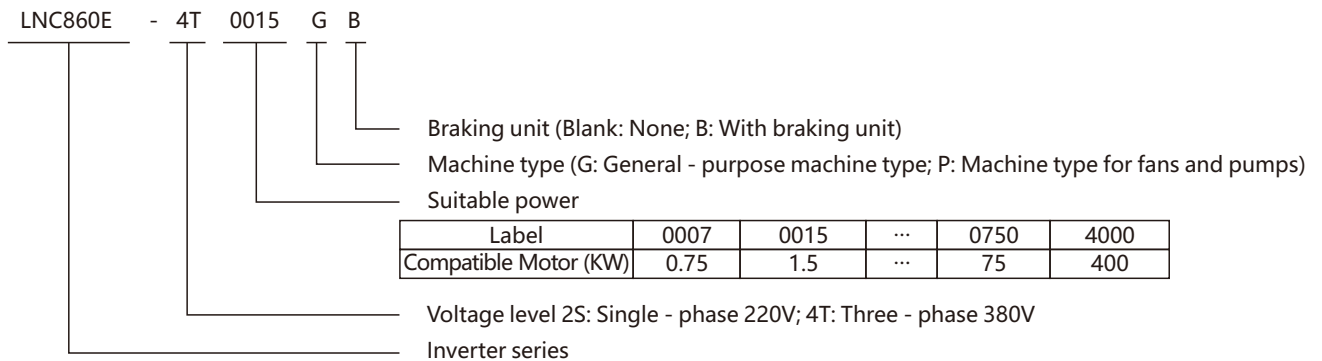 LNC860E - 4T 0015 G B
Braking unit (Blank: None; B: With braking unit)
Machine type (G: General - purpose machine type; P: Machine type for fans and pumps)
Suitable power
Label 0007 0015 ··· 0750 4000
Compatible Motor (KW) 0.75 1.5 ··· 75 400
Voltage level 2S: Single - phase 220V; 4T: Three - phase 380V
Inverter series